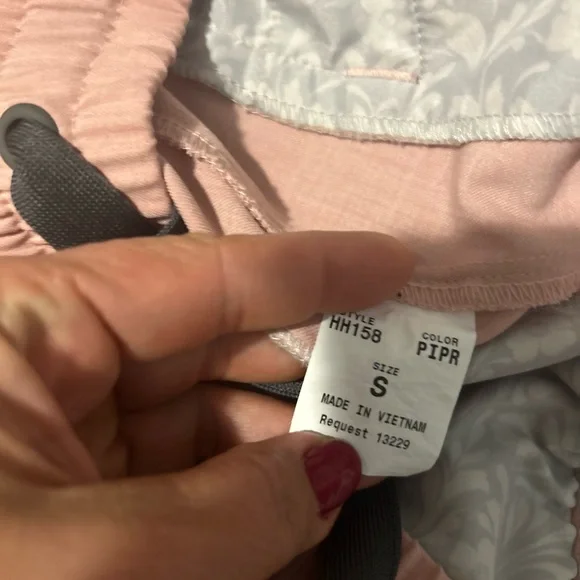 STYLE
HH158
COLOR
PIPR
SIZE
S
MADE IN VIETNAM
Request 13229